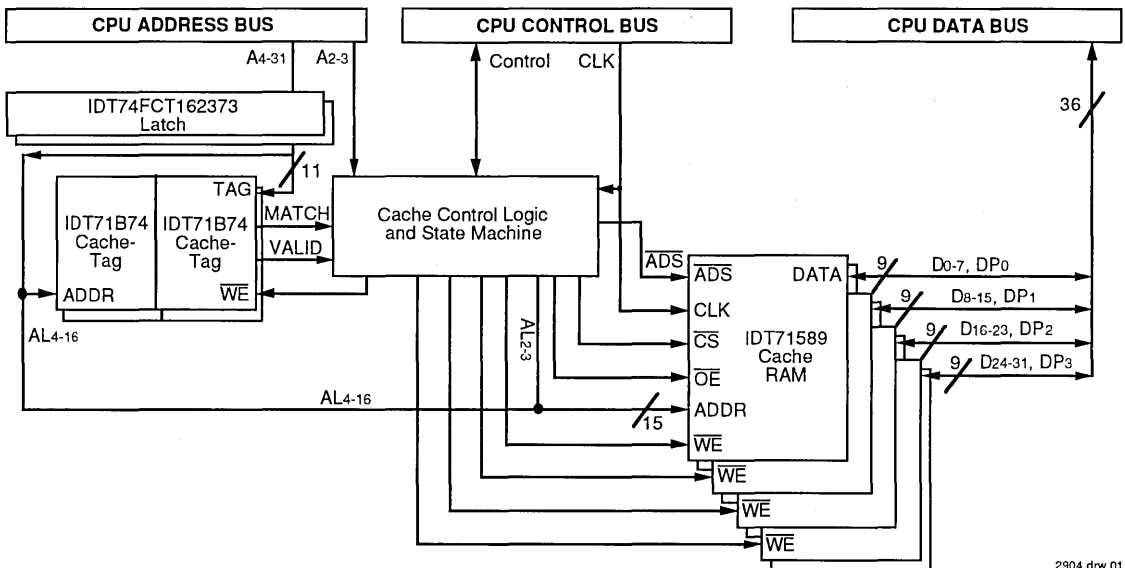 CPU ADDRESS BUS
CPU CONTROL BUS
CPU DATA BUS
A4-31
A2-3
Control
CLK
IDT74FCT162373
Latch
36
11
TAG
IDT71B74
Cache-
Tag
IDT71B74
Cache-
Tag
MATCH
VALID
ADDR
WE
Cache Control Logic
and State Machine
AL4-16
AL2-3
AL4-16
15
ADS
ADS
DATA
CLK
CS
OE
ADDR
WE
IDT71589
Cache
RAM
WE
WE
WE
9
D0-7, DP0
9
D8-15, DP1
9
D16-23, DP2
9
D24-31, DP3
2904 drw 01